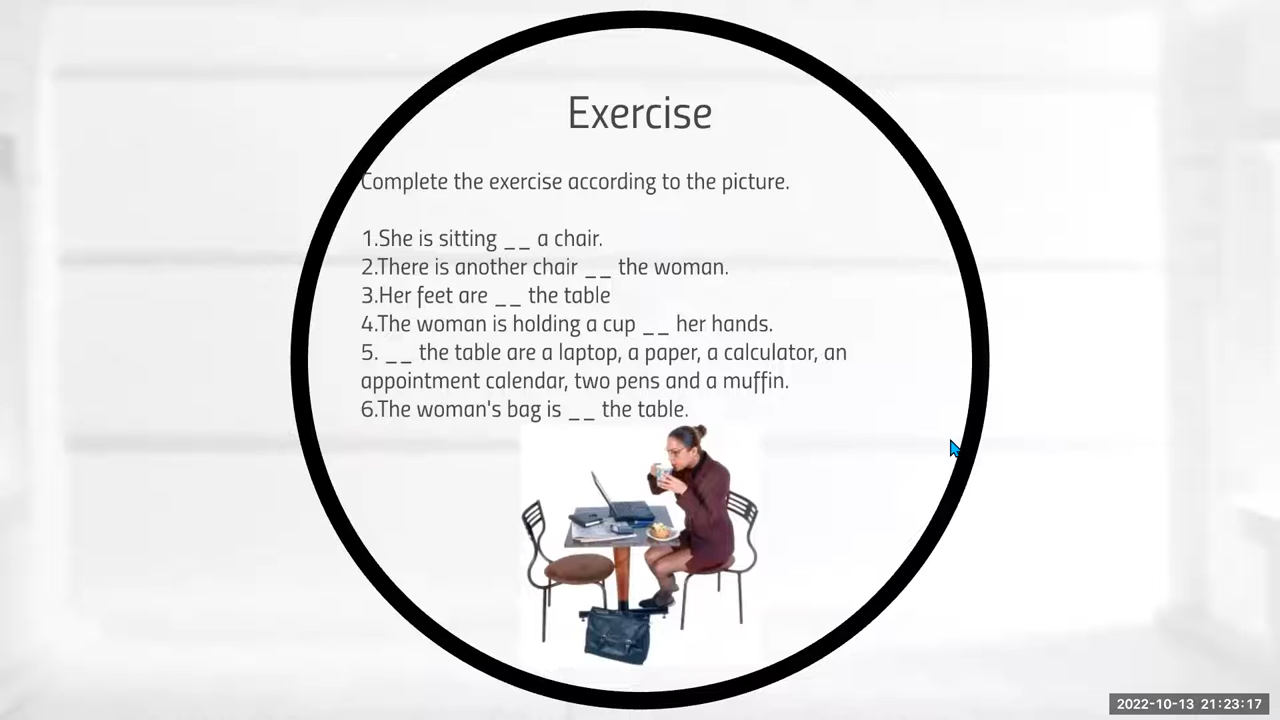 Exercise
Complete the exercise according to the picture.
1.She is sitting __ a chair.
2.There is another chair __ the woman.
3.Her feet are __ the table
4.The woman is holding a cup __ her hands.
5. __ the table are a laptop, a paper, a calculator, an
appointment calendar, two pens and a muffin.
6.The woman's bag is __ the table.
2022-10-13 21:23:17